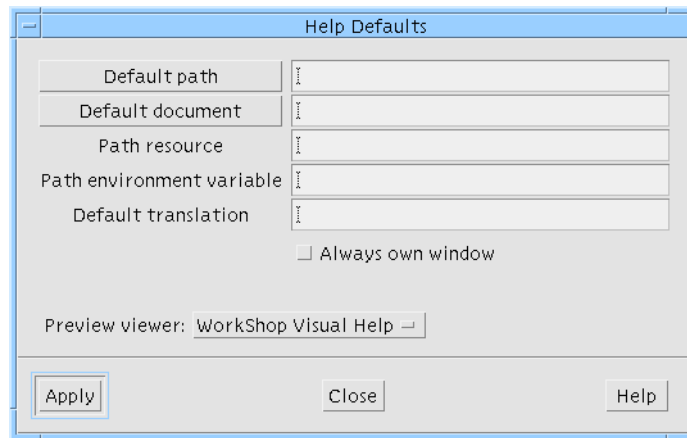 Help Defaults
Default path
Default document
Path resource
Path environment variable
Default translation
Always own window
Preview viewer: WorkShop Visual Help
Apply Close Help